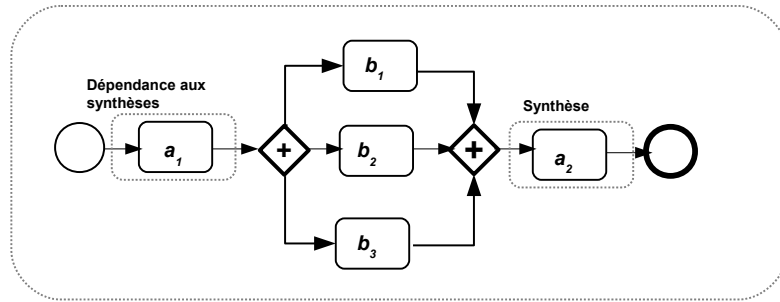 Dépendance aux
synthèses
a1
+
b1
b2
b3
+
Synthèse
a2